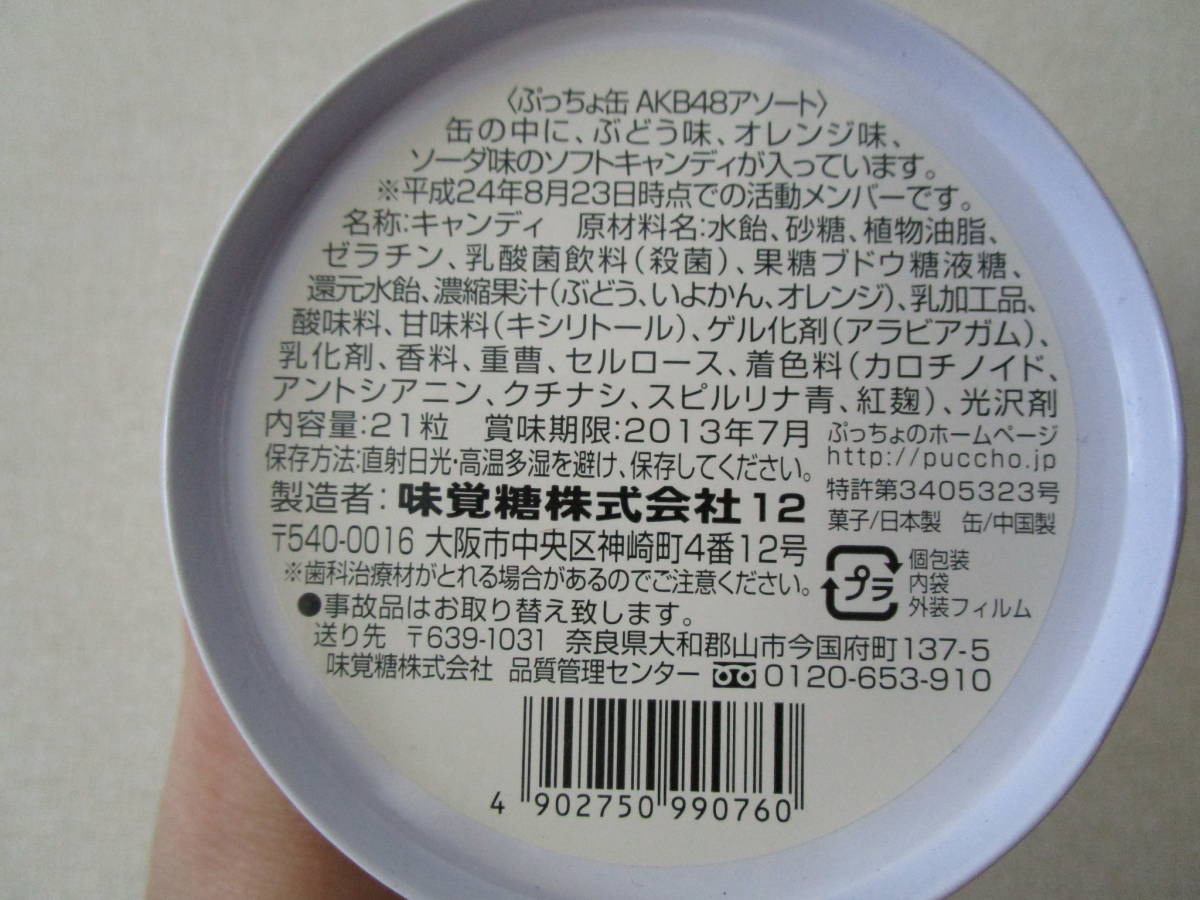 〈ぷっちょ缶 AKB48アソート〉
缶の中に、ぶどう味、オレンジ味、
ソーダ味のソフトキャンディが入っています。
※平成24年8月23日時点での活動メンバーです。
名称:キャンディ 原材料名:水飴、砂糖、植物油脂、
ゼラチン、乳酸菌飲料(殺菌)、果糖ブドウ糖液糖、
還元水飴、濃縮果汁(ぶどう、いよかん、オレンジ)、乳加工品、
酸味料、甘味料(キシリトール)、ゲル化剤(アラビアガム)、
乳化剤、香料、重曹、セルロース、着色料(カロチノイド、
アントシアニン、クチナシ、スピルリナ青、紅麹)、光沢剤
内容量:21粒 賞味期限:2013年7月
保存方法:直射日光・高温多湿を避け、保存してください。
製造者:味覚糖株式会社12
〒540-0016 大阪市中央区神崎町4番12号
※歯科治療材がとれる場合があるのでご注意ください。
ぷっちょのホームページ
http://puccho.jp
特許第3405323号
菓子/日本製 缶/中国製
プラ
個包装
内袋
外装フィルム
●事故品はお取り替え致します。
送り先 〒639-1031 奈良県大和郡山市今国府町137-5
味覚糖株式会社 品質管理センター 0120-653-910
4 902750 990760